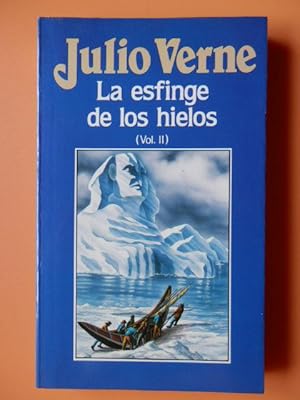 Julio Verne
La esfinge
de los hielos
(Vol. II)